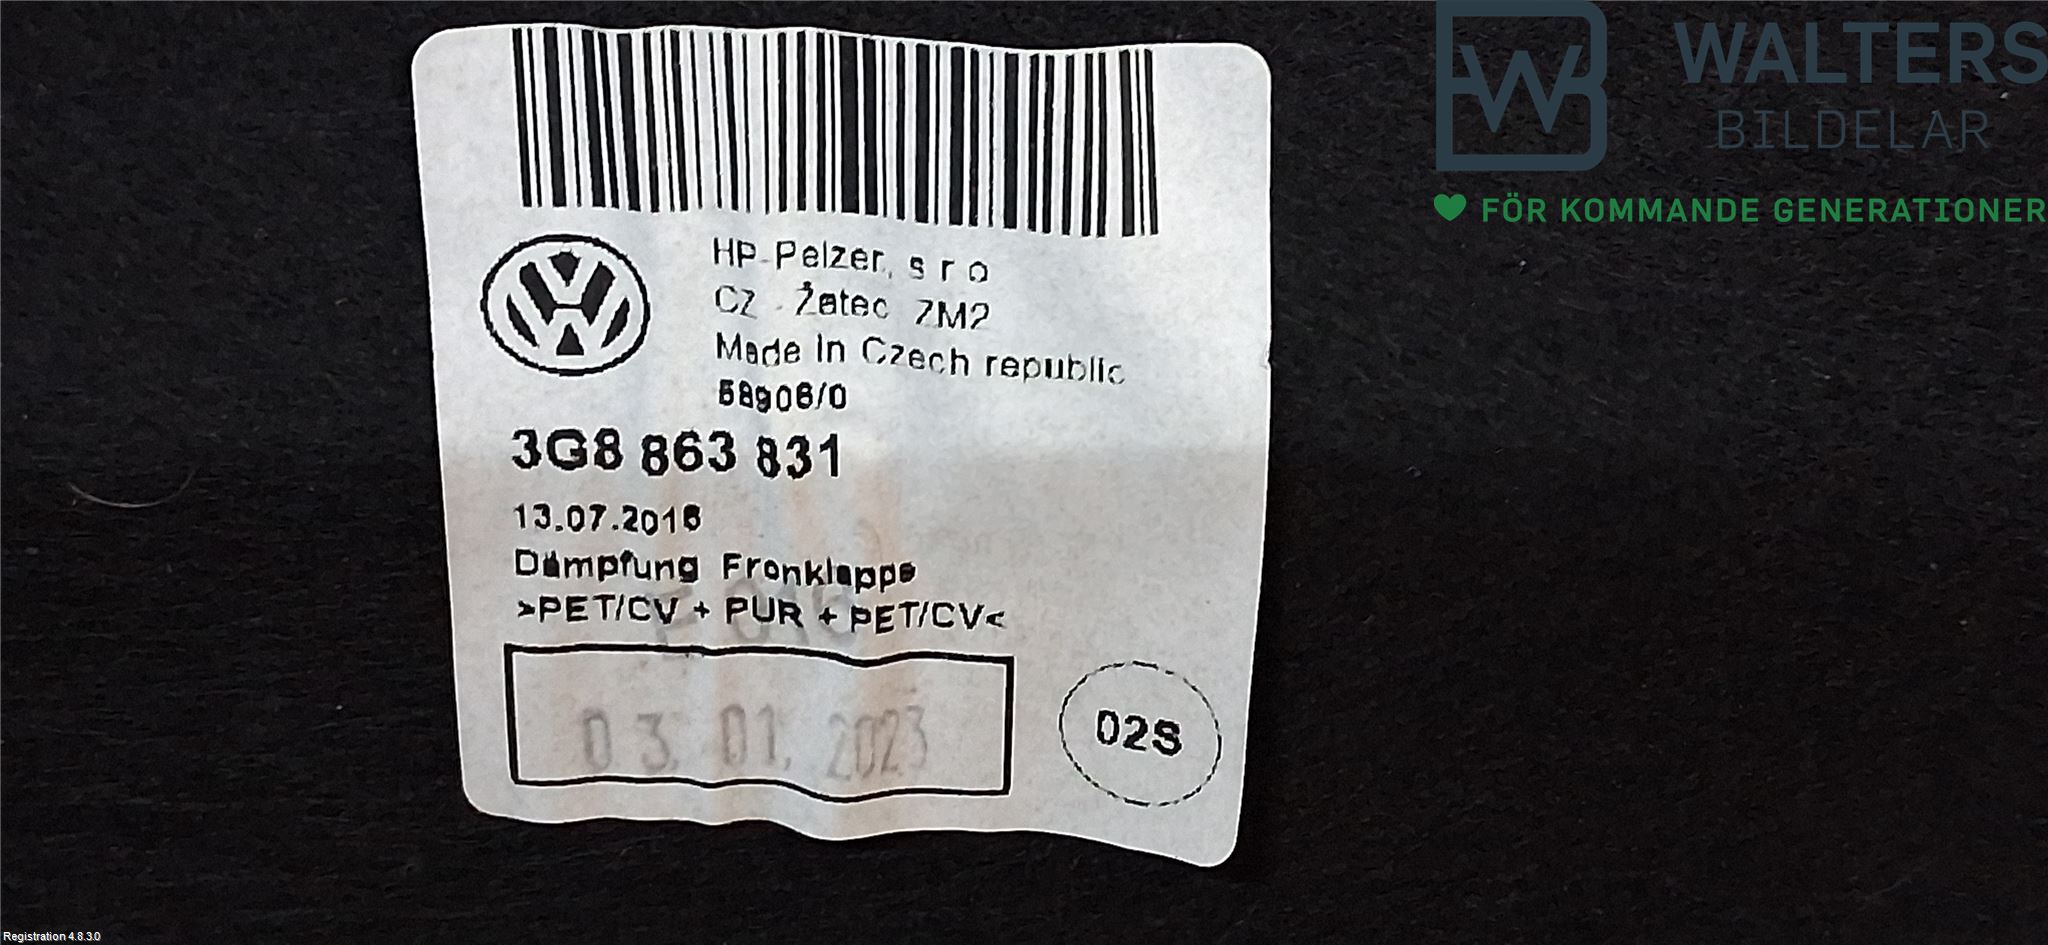 WALTERS
BILDELAR
FÖR KOMMANDE GENERATIONER
HP-Pelzer, s r o
CZ - Žatec ZM2
Made In Czech republic
58906/0
3G8 863 831
13.07.2016
Dämpfung Fronklappe
>PET/CV + PUR + PET/CV<
03. 01. 2023
02S
Registration 4.8.3.0